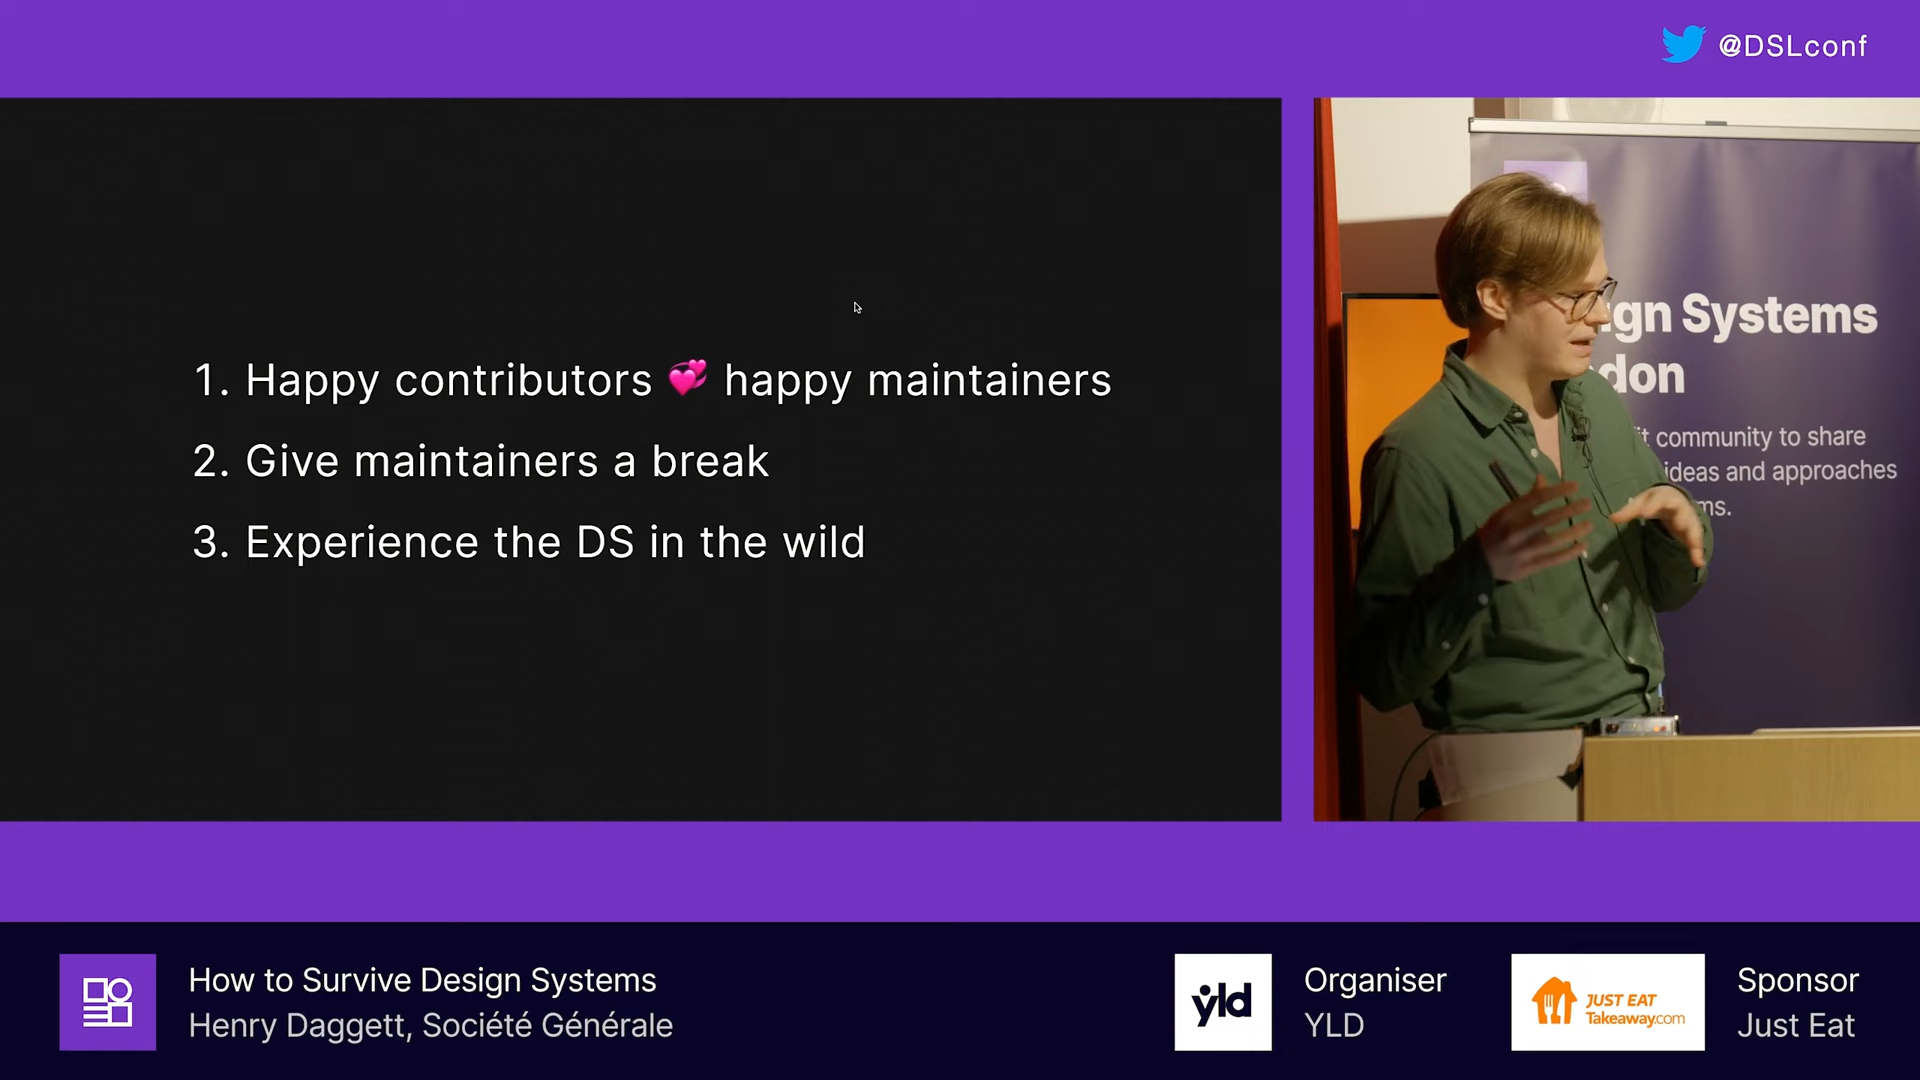 @DSLconf
1. Happy contributors 💞 happy maintainers
2. Give maintainers a break
3. Experience the DS in the wild
gn Systems
don
it community to share
ideas and approaches
ms.
How to Survive Design Systems
Henry Daggett, Société Générale
yld
Organiser
YLD
JUST EAT
Takeaway.com
Sponsor
Just Eat